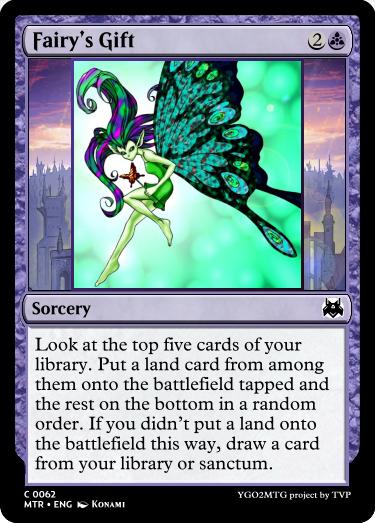 Fairy's Gift 2
Sorcery
Look at the top five cards of your
library. Put a land card from among
them onto the battlefield tapped and
the rest on the bottom in a random
order. If you didn't put a land onto
the battlefield this way, draw a card
from your library or sanctum.
C 0062
MTR • ENG Konami
YGO2MTG project by TVP